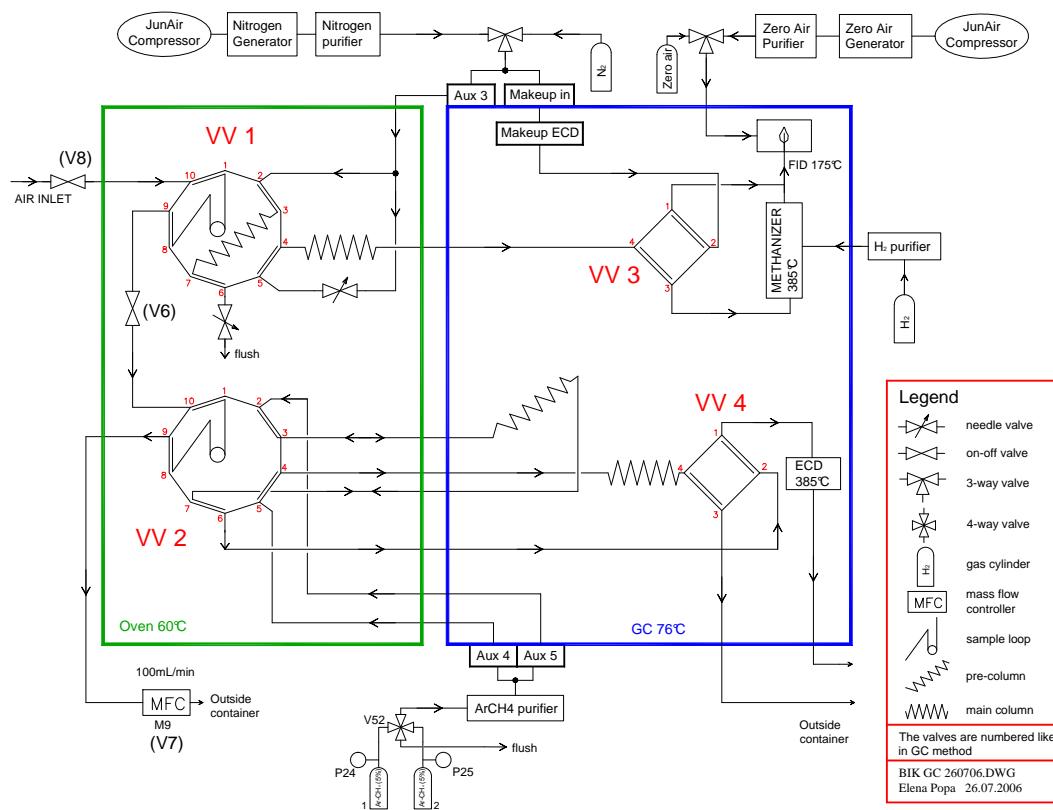 JunAir
Compressor
Nitrogen
Generator
Nitrogen
purifier
N2
Zero air
Zero Air
Purifier
Zero Air
Generator
JunAir
Compressor
Aux 3
Makeup in
Makeup ECD
VV 1
(V8)
AIR INLET
1
2
3
4
5
6
7
8
9
10
flush
(V6)
FID 175°C
METHANIZER
385°C
H2 purifier
H2
VV 3
1
2
3
4
VV 2
1
2
3
4
5
6
7
8
9
10
VV 4
1
2
3
4
ECD
385°C
Oven 60°C
GC 76°C
Aux 4
Aux 5
ArCH4 purifier
100mL/min
MFC
M9
(V7)
Outside
container
V52
flush
P24
P25
Ar-CH4 (5%)
1
Ar-CH4 (5%)
2
Outside
container
Legend
needle valve
on-off valve
3-way valve
4-way valve
H2
gas cylinder
MFC
mass flow
controller
sample loop
pre-column
main column
The valves are numbered like
in GC method
BIK GC 260706.DWG
Elena Popa 26.07.2006